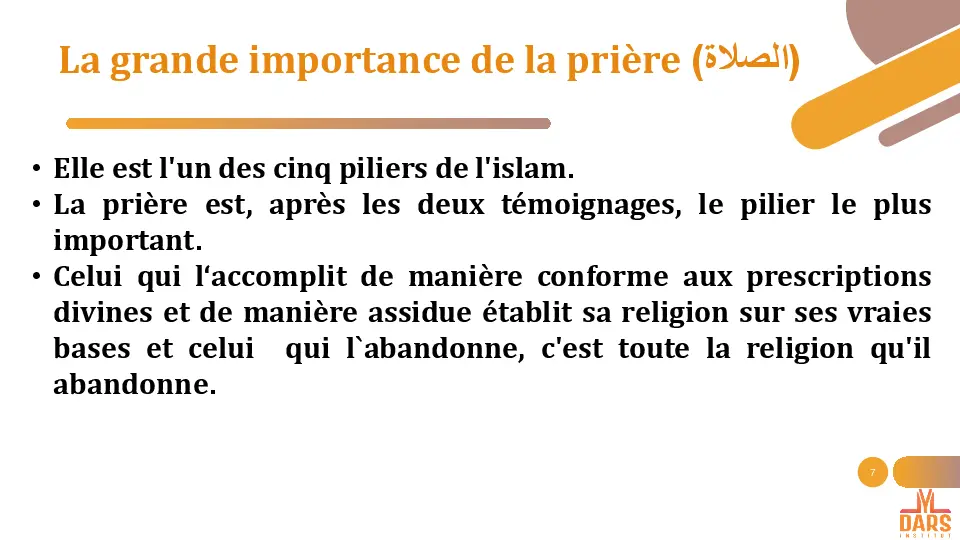 La grande importance de la prière (الصلاة)
• Elle est l'un des cinq piliers de l'islam.
• La prière est, après les deux témoignages, le pilier le plus
important.
• Celui qui l‘accomplit de manière conforme aux prescriptions
divines et de manière assidue établit sa religion sur ses vraies
bases et celui  qui l`abandonne, c'est toute la religion qu'il
abandonne.
7
DARS
INSTITUT